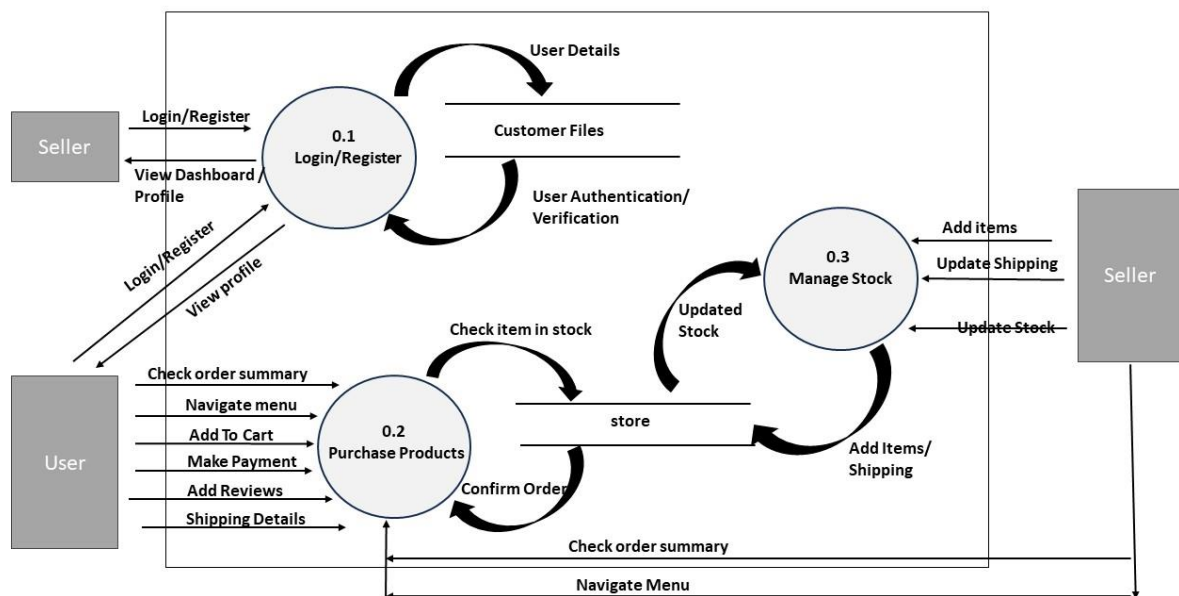 User Details
Login/Register
0.1
Login/Register
Customer Files
Seller
View Dashboard /
Profile
User Authentication/
Verification
Login/Register
View profile
Add items
0.3
Manage Stock
Update Shipping
Seller
Updated
Stock
Update Stock
Check item in stock
Check order summary
Navigate menu
Add To Cart
User
Make Payment
Add Reviews
Shipping Details
0.2
Purchase Products
store
Confirm Order
Add Items/
Shipping
Check order summary
Navigate Menu